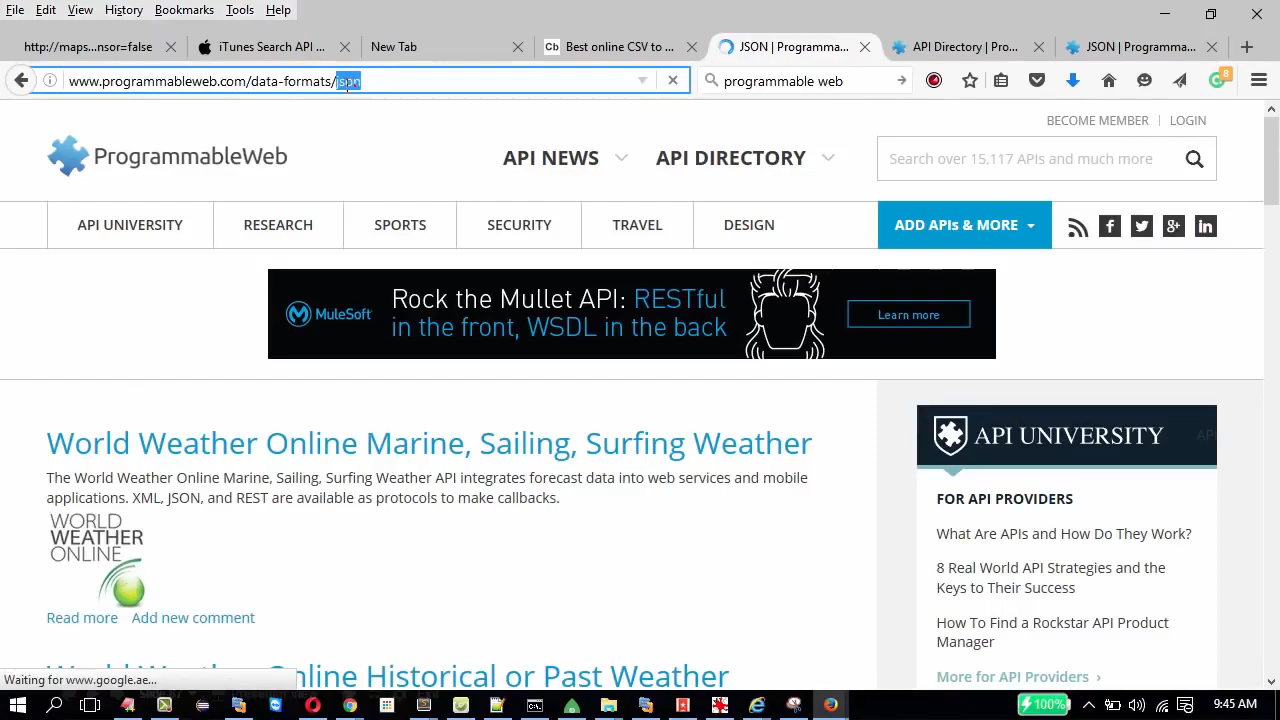 File Edit View History Bookmarks Tools Help
http://maps...nsor=false
iTunes Search API ...
New Tab
Cb Best online CSV to ...
JSON | Programma...
API Directory | Pro...
JSON | Programma...
www.programmableweb.com/data-formats/json
programmable web
8
BECOME MEMBER | LOGIN
ProgrammableWeb
API NEWS
API DIRECTORY
Search over 15,117 APIs and much more
API UNIVERSITY
RESEARCH
SPORTS
SECURITY
TRAVEL
DESIGN
ADD APIs & MORE
MuleSoft
Rock the Mullet API: RESTful
in the front, WSDL in the back
Learn more
World Weather Online Marine, Sailing, Surfing Weather
The World Weather Online Marine, Sailing, Surfing Weather API integrates forecast data into web services and mobile
applications. XML, JSON, and REST are available as protocols to make callbacks.
WORLD
WEATHER
ONLINE
Read more Add new comment
World Weather Online Historical or Past Weather
API UNIVERSITY
FOR API PROVIDERS
What Are APIs and How Do They Work?
8 Real World API Strategies and the
Keys to Their Success
How To Find a Rockstar API Product
Manager
More for API Providers ›
Waiting for www.google.ae...
100%
9:45 AM